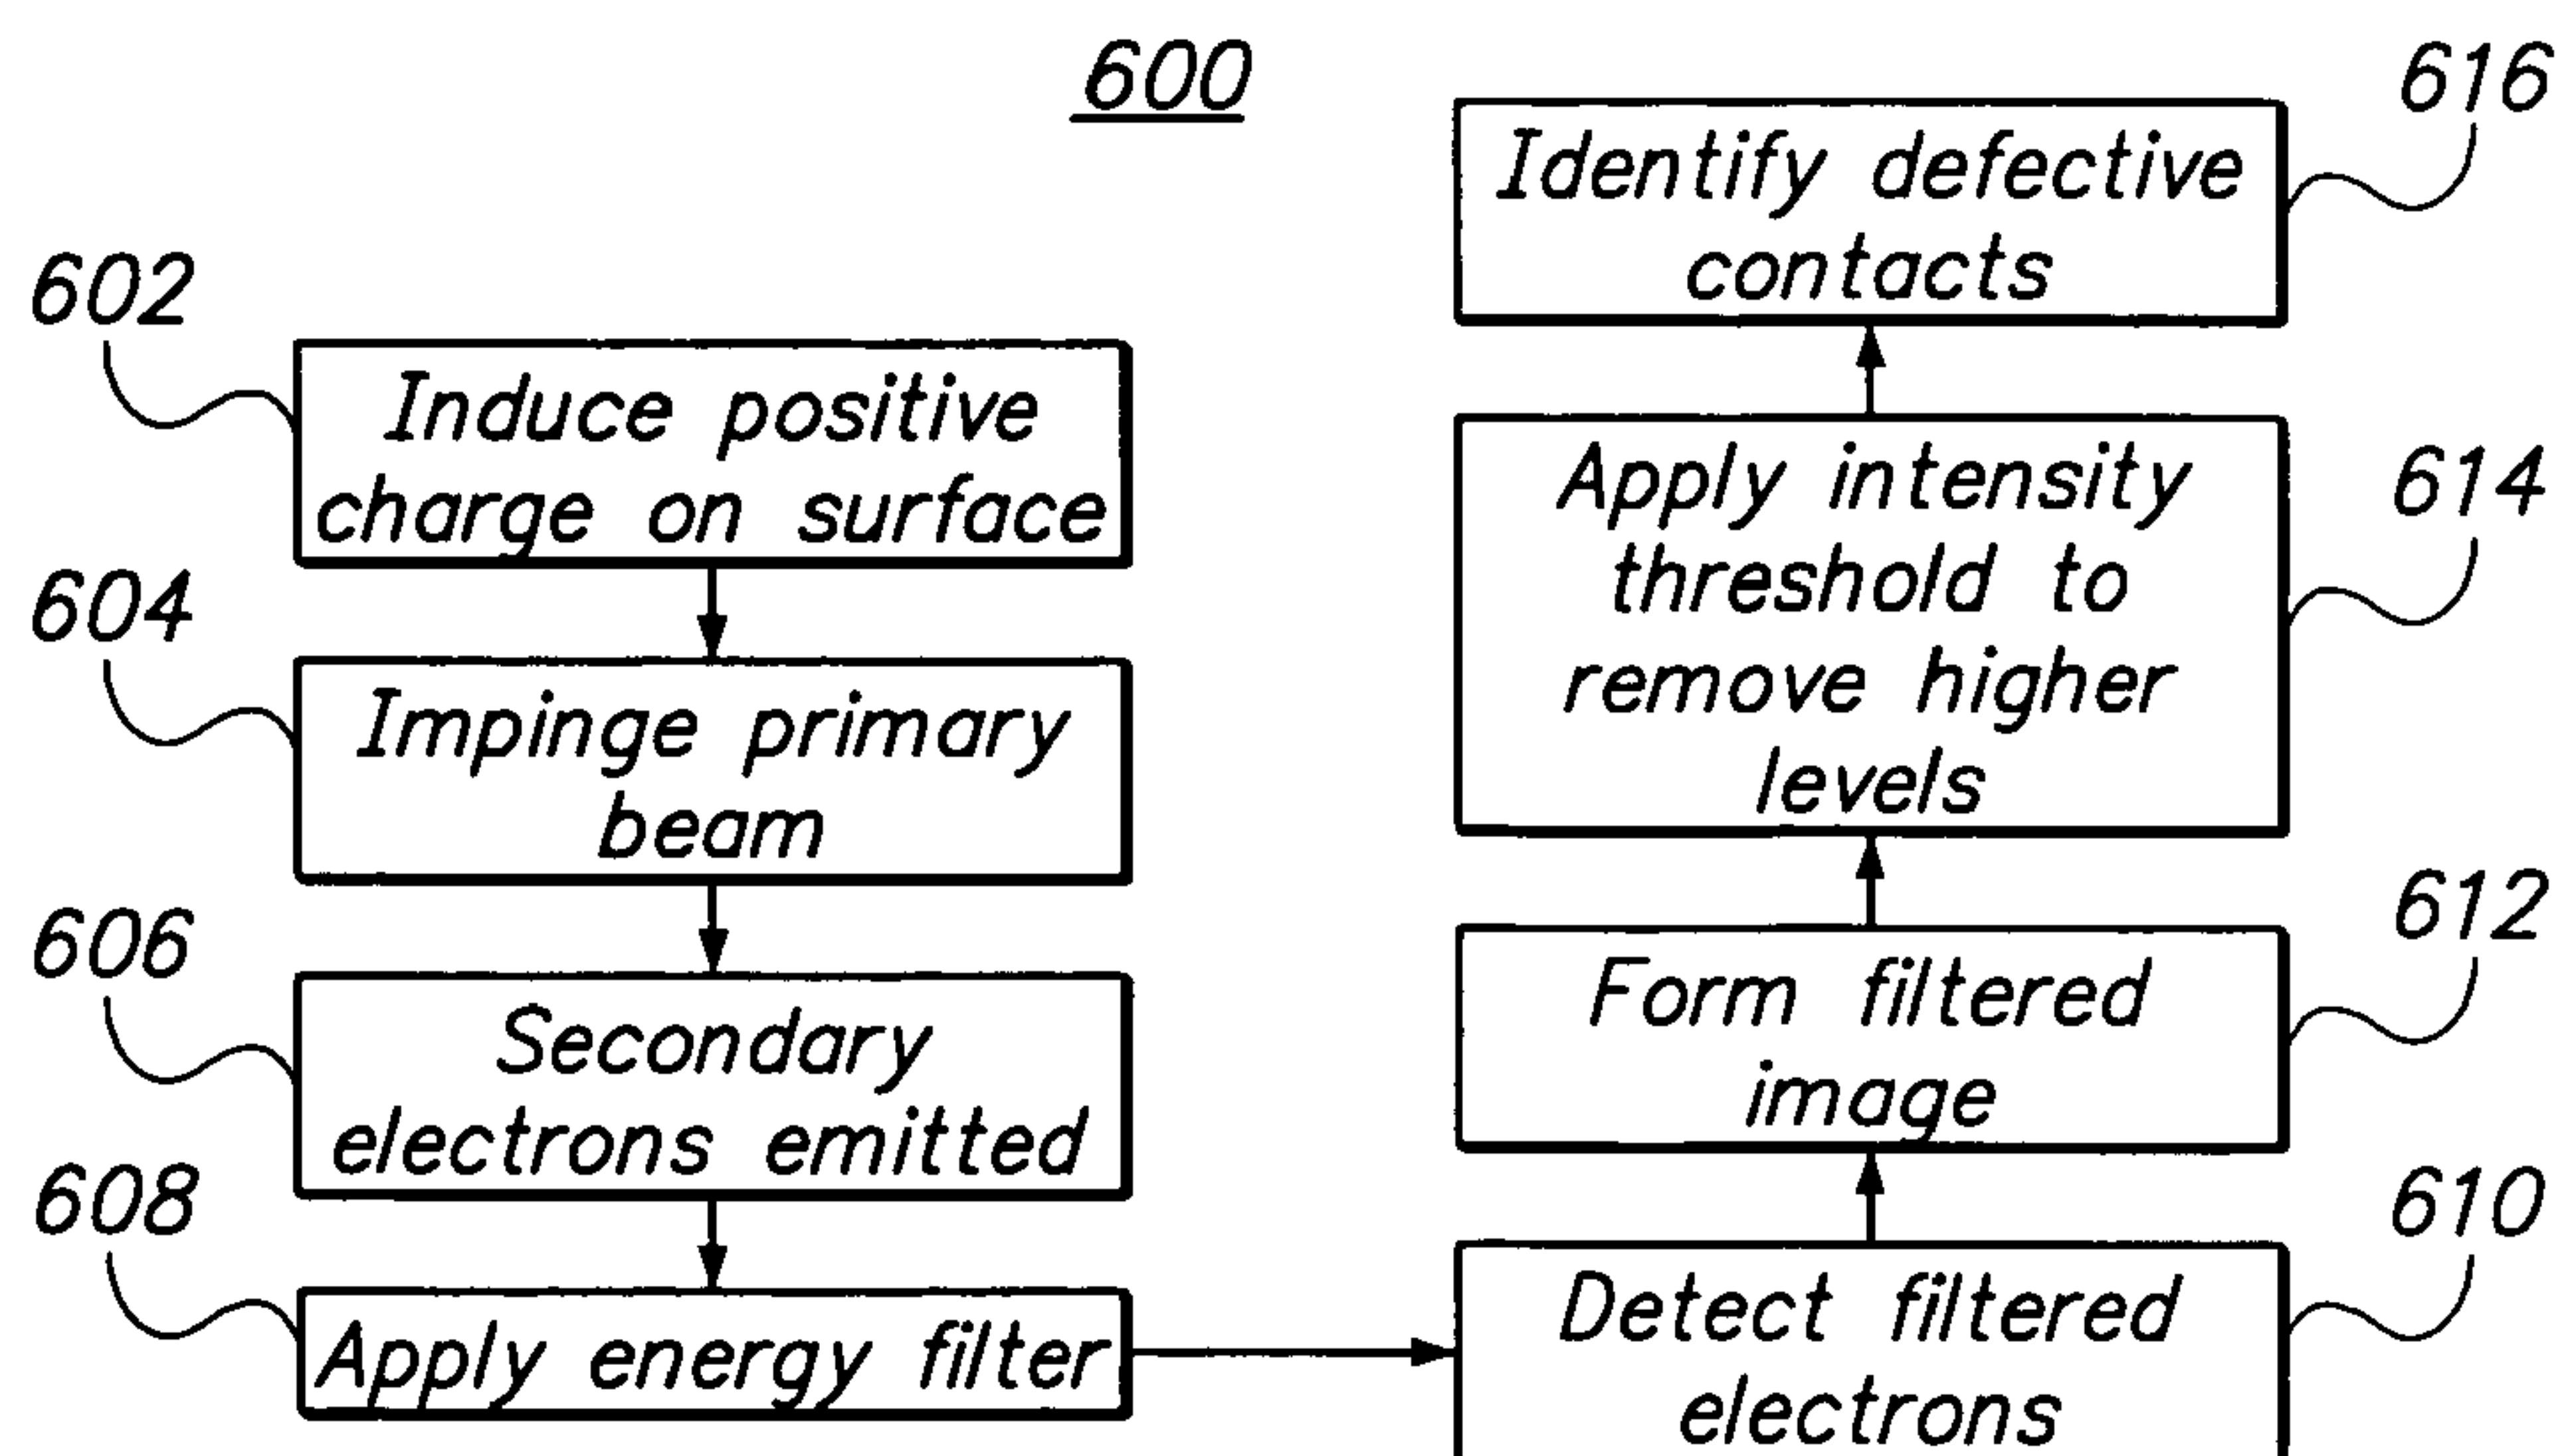 600
602
Induce positive
charge on surface
604
Impinge primary
beam
606
Secondary
electrons emitted
608
Apply energy filter
610
Detect filtered
electrons
612
Form filtered
image
614
Apply intensity
threshold to
remove higher
levels
616
Identify defective
contacts